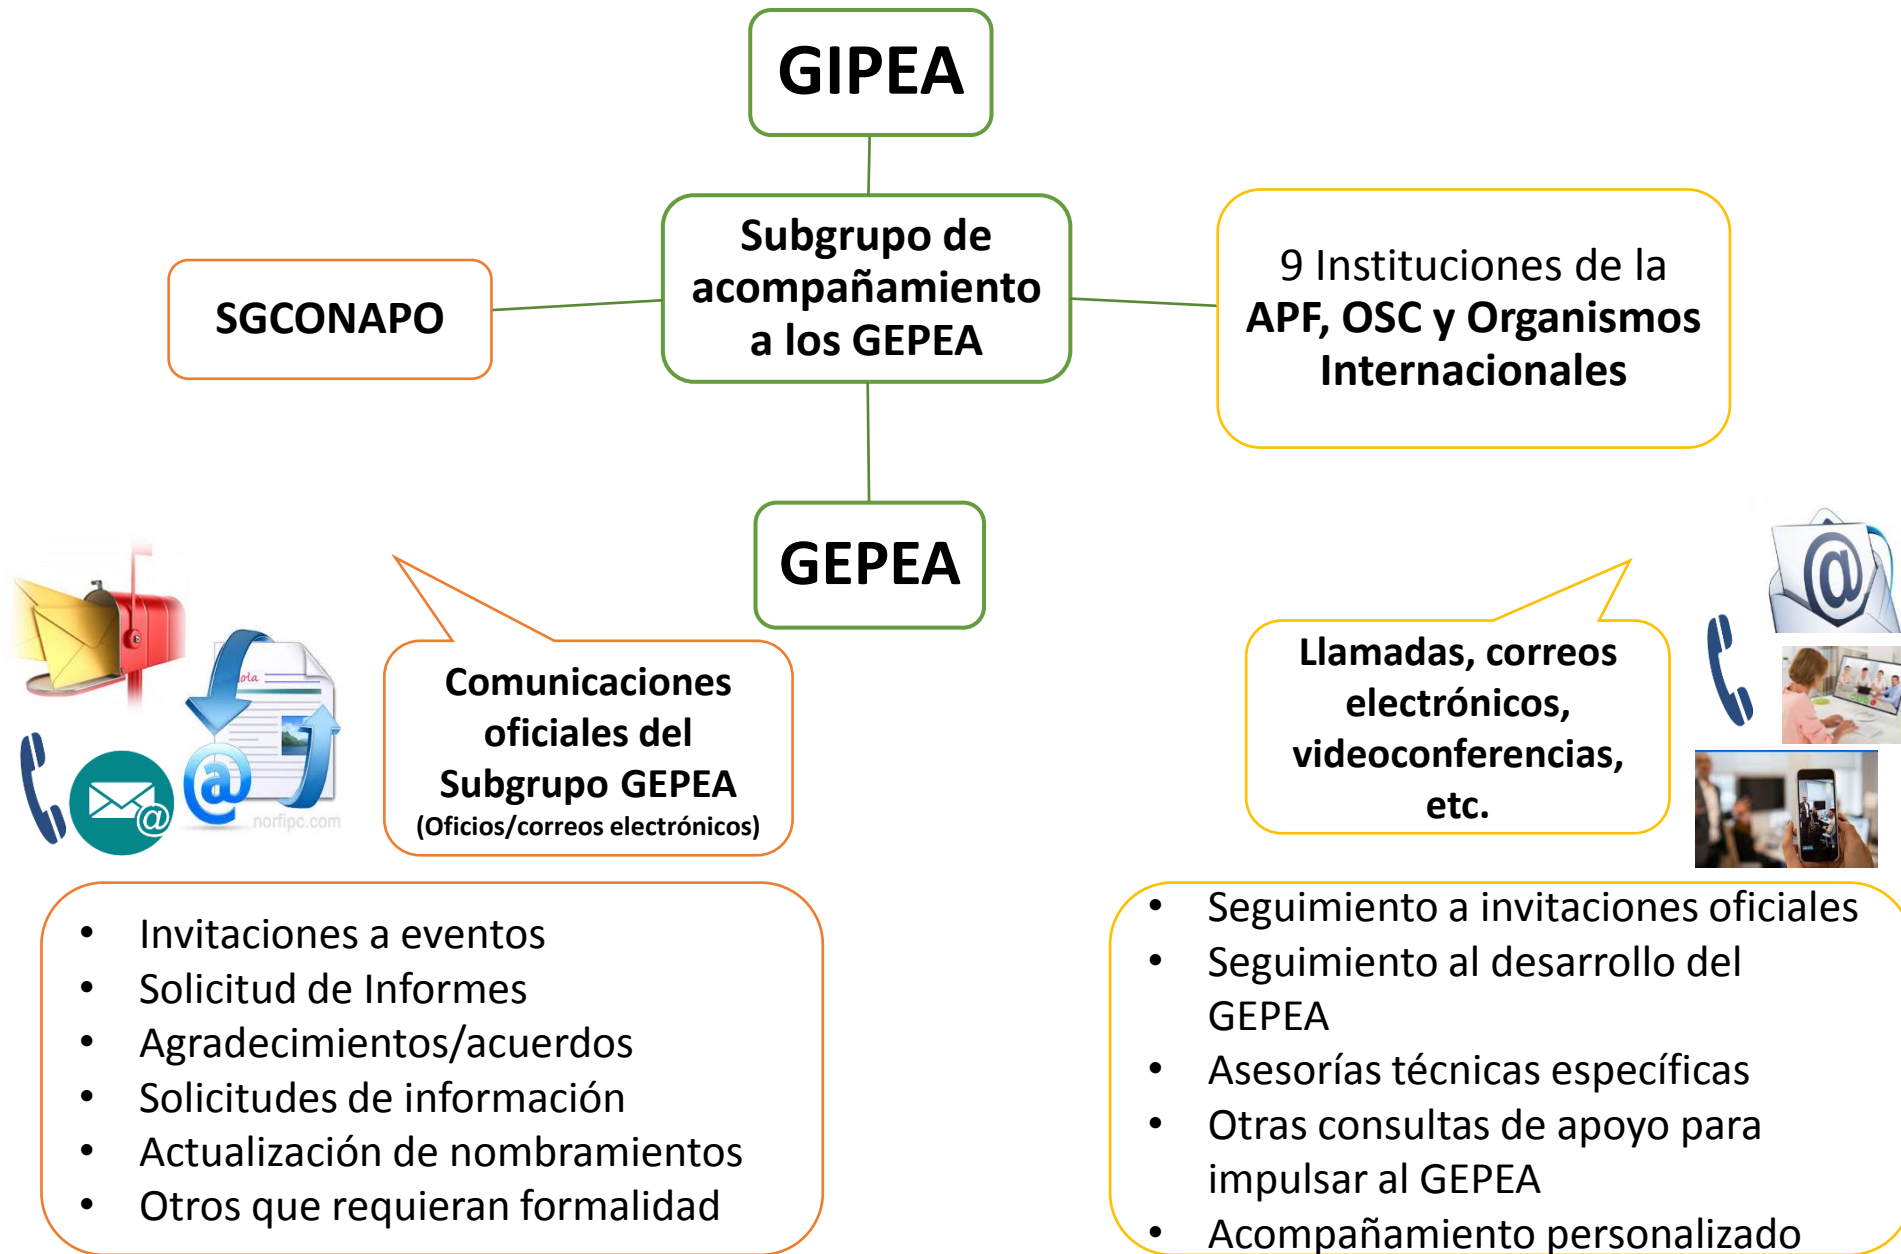 GIPEA
Subgrupo de
acompañamiento
a los GEPEA
SGCONAPO
9 Instituciones de la
APF, OSC y Organismos
Internacionales
GEPEA
Comunicaciones
oficiales del
Subgrupo GEPEA
(Oficios/correos electrónicos)
ola
norfipc.com
Llamadas, correos
electrónicos,
videoconferencias,
etc.
• Invitaciones a eventos
• Solicitud de Informes
• Agradecimientos/acuerdos
• Solicitudes de información
• Actualización de nombramientos
• Otros que requieran formalidad
• Seguimiento a invitaciones oficiales
• Seguimiento al desarrollo del
GEPEA
• Asesorías técnicas específicas
• Otras consultas de apoyo para
impulsar al GEPEA
• Acompañamiento personalizado